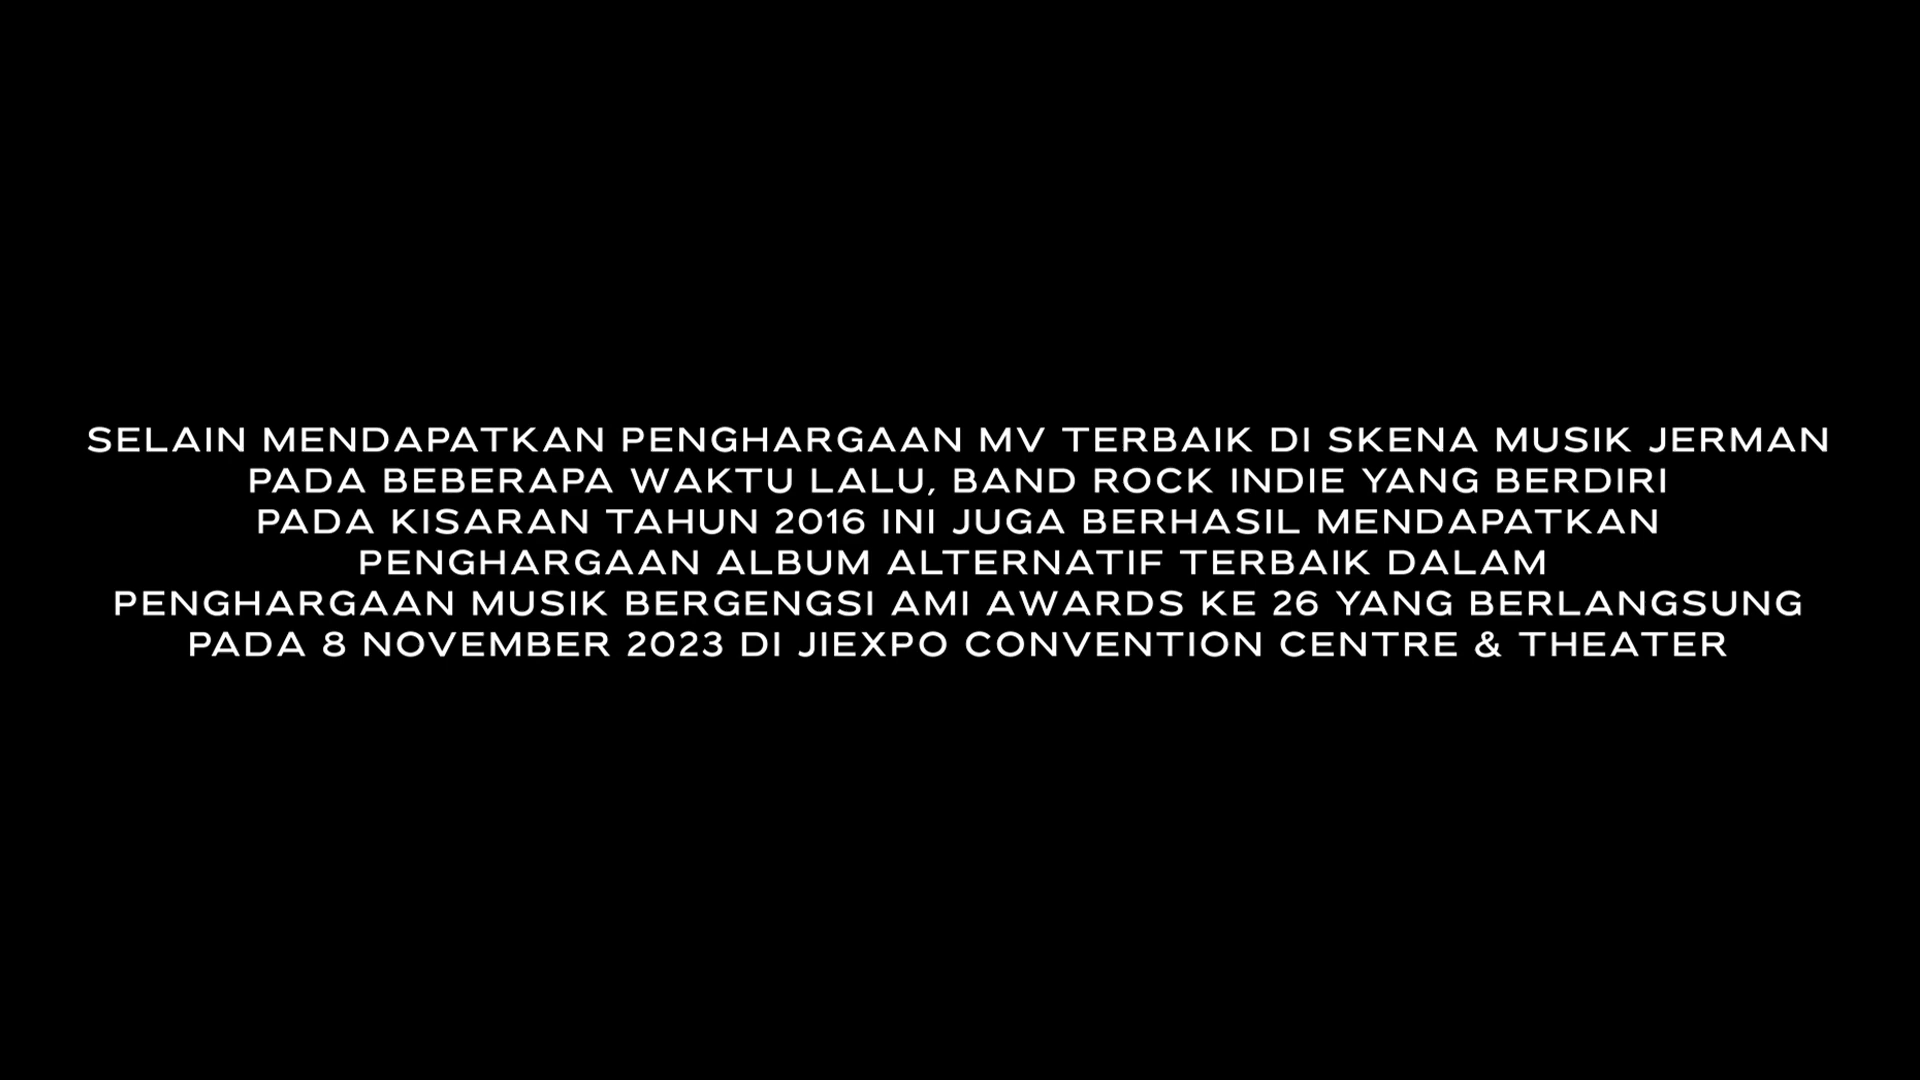 SELAIN MENDAPATKAN PENGHARGAAN MV TERBAIK DI SKENA MUSIK JERMAN
PADA BEBERAPA WAKTU LALU, BAND ROCK INDIE YANG BERDIRI
PADA KISARAN TAHUN 2016 INI JUGA BERHASIL MENDAPATKAN
PENGHARGAAN ALBUM ALTERNATIF TERBAIK DALAM
PENGHARGAAN MUSIK BERGENGSI AMI AWARDS KE 26 YANG BERLANGSUNG
PADA 8 NOVEMBER 2023 DI JIEXPO CONVENTION CENTRE & THEATER